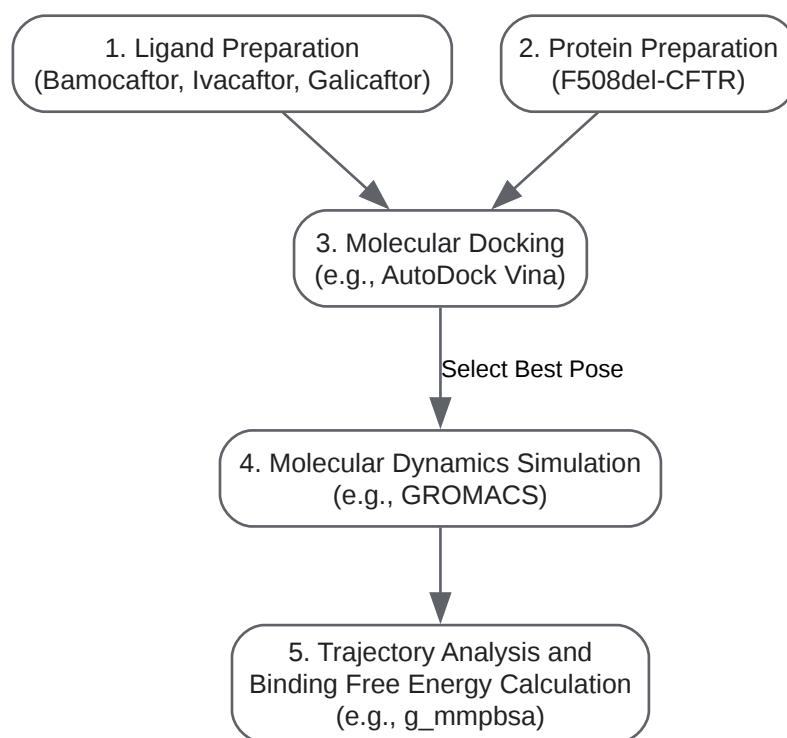 1. Ligand Preparation
(Bamocaftor, Ivacaftor, Galicaftor)
2. Protein Preparation
(F508del-CFTR)
3. Molecular Docking
(e.g., AutoDock Vina)
Select Best Pose
4. Molecular Dynamics Simulation
(e.g., GROMACS)
5. Trajectory Analysis and
Binding Free Energy Calculation
(e.g., g_mmpbsa)